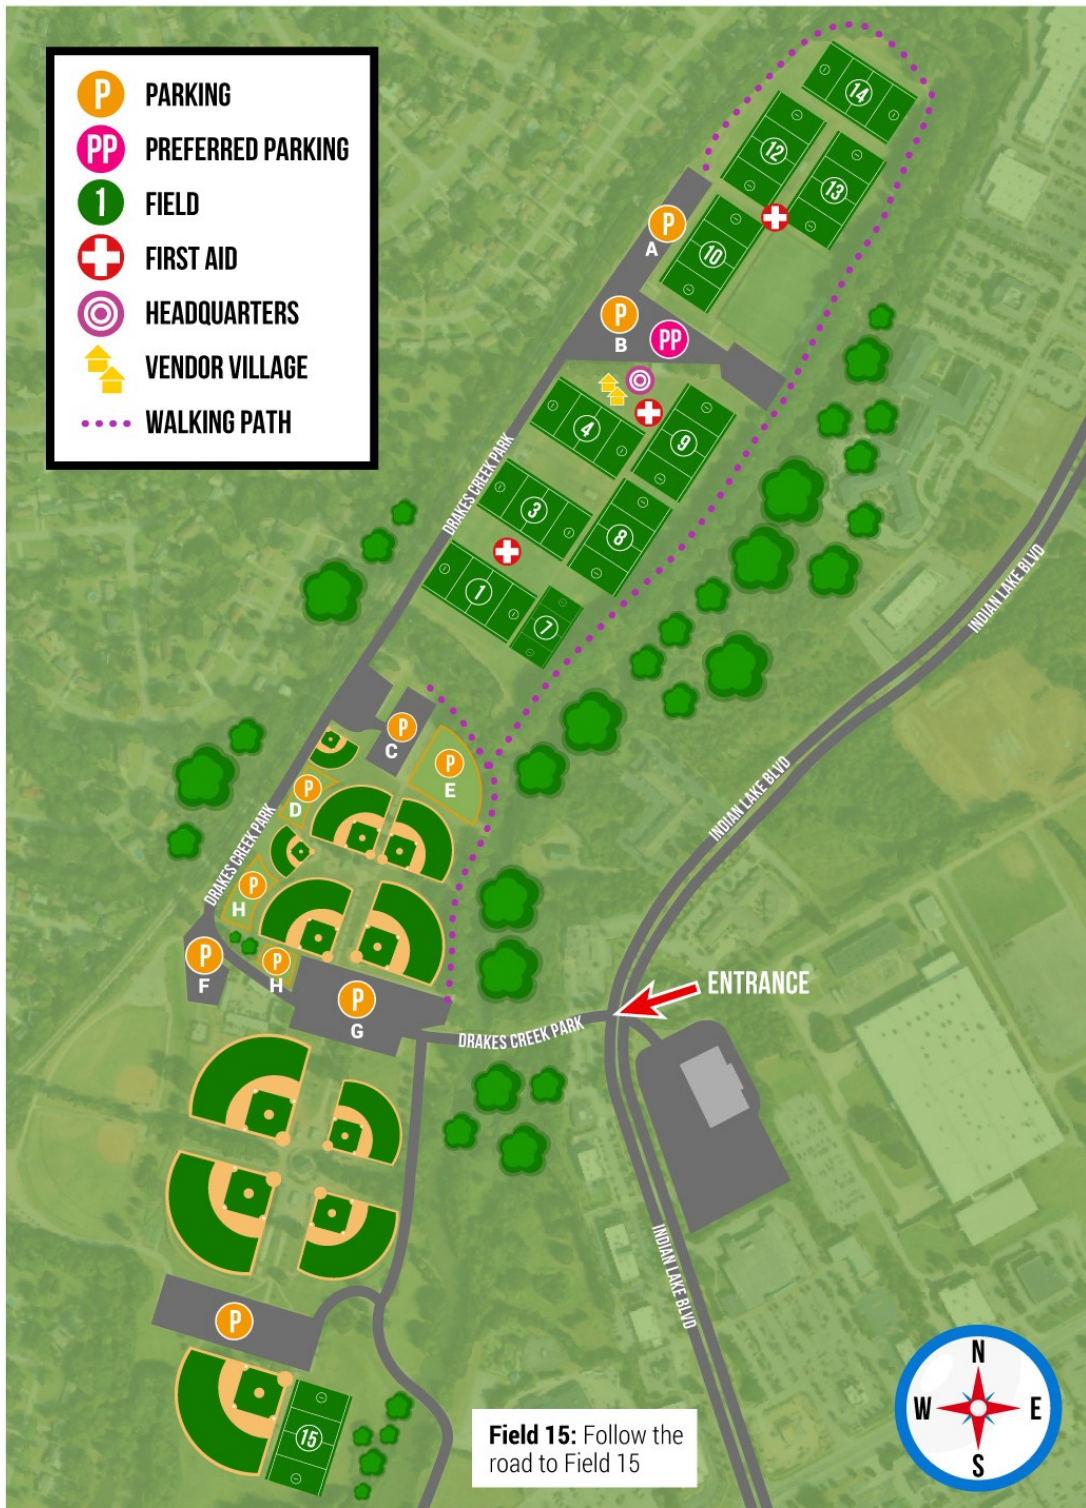 P PARKING
PP PREFERRED PARKING
1 FIELD
FIRST AID
HEADQUARTERS
VENDOR VILLAGE
WALKING PATH
14
12
13
P
A
10
P
B
PP
4
9
DRAKES CREEK PARK
3
8
1
7
INDIAN LAKE BLVD
P
C
P
E
P
D
INDIAN LAKE BLVD
DRAKES CREEK PARK
P
H
P
F
P
H
P
G
ENTRANCE
DRAKES CREEK PARK
INDIAN LAKE BLVD
P
15
Field 15: Follow the
road to Field 15
N
W E
S